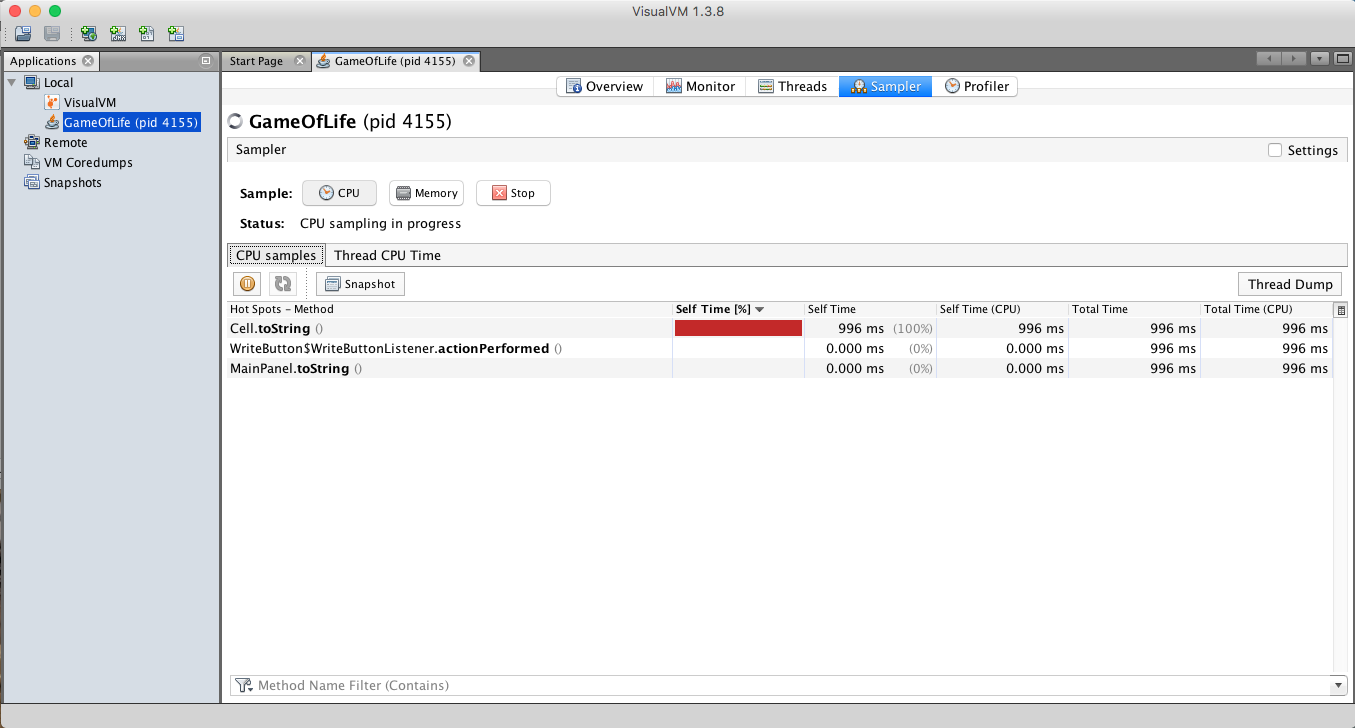 VisualVM 1.3.8
Applications
Local
VisualVM
GameOfLife (pid 4155)
Remote
VM Coredumps
Snapshots
Start Page GameOfLife (pid 4155)
Overview Monitor Threads Sampler Profiler
GameOfLife (pid 4155)
Sampler Settings
Sample: CPU Memory Stop
Status: CPU sampling in progress
CPU samples Thread CPU Time
Snapshot Thread Dump
Hot Spots – Method Self Time [%] Self Time Self Time (CPU) Total Time Total Time (CPU)
Cell.toString () 996 ms (100%) 996 ms 996 ms 996 ms
WriteButton$WriteButtonListener.actionPerformed () 0.000 ms (0%) 0.000 ms 996 ms 996 ms
MainPanel.toString () 0.000 ms (0%) 0.000 ms 996 ms 996 ms
Method Name Filter (Contains)